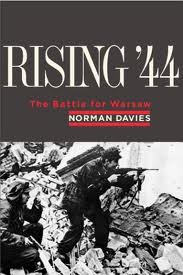 RISING '44
The Battle for Warsaw
NORMAN DAVIES